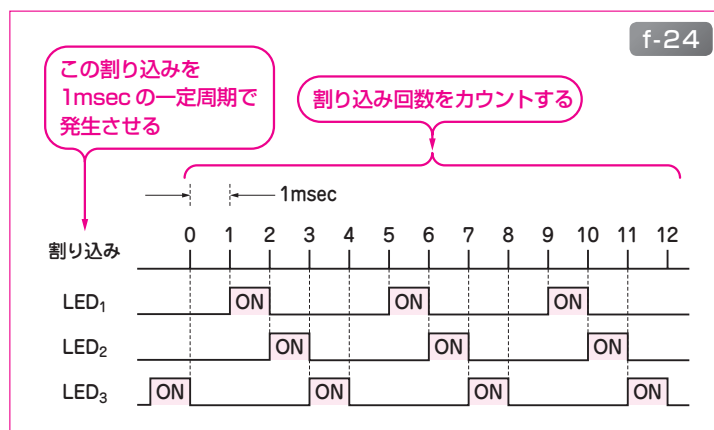 f-24
この割り込みを
1msecの一定周期で
発生させる
割り込み回数をカウントする
1msec
割り込み 0 1 2 3 4 5 6 7 8 9 10 11 12
LED₁ ON ON ON
LED₂ ON ON ON
LED₃ ON ON ON ON